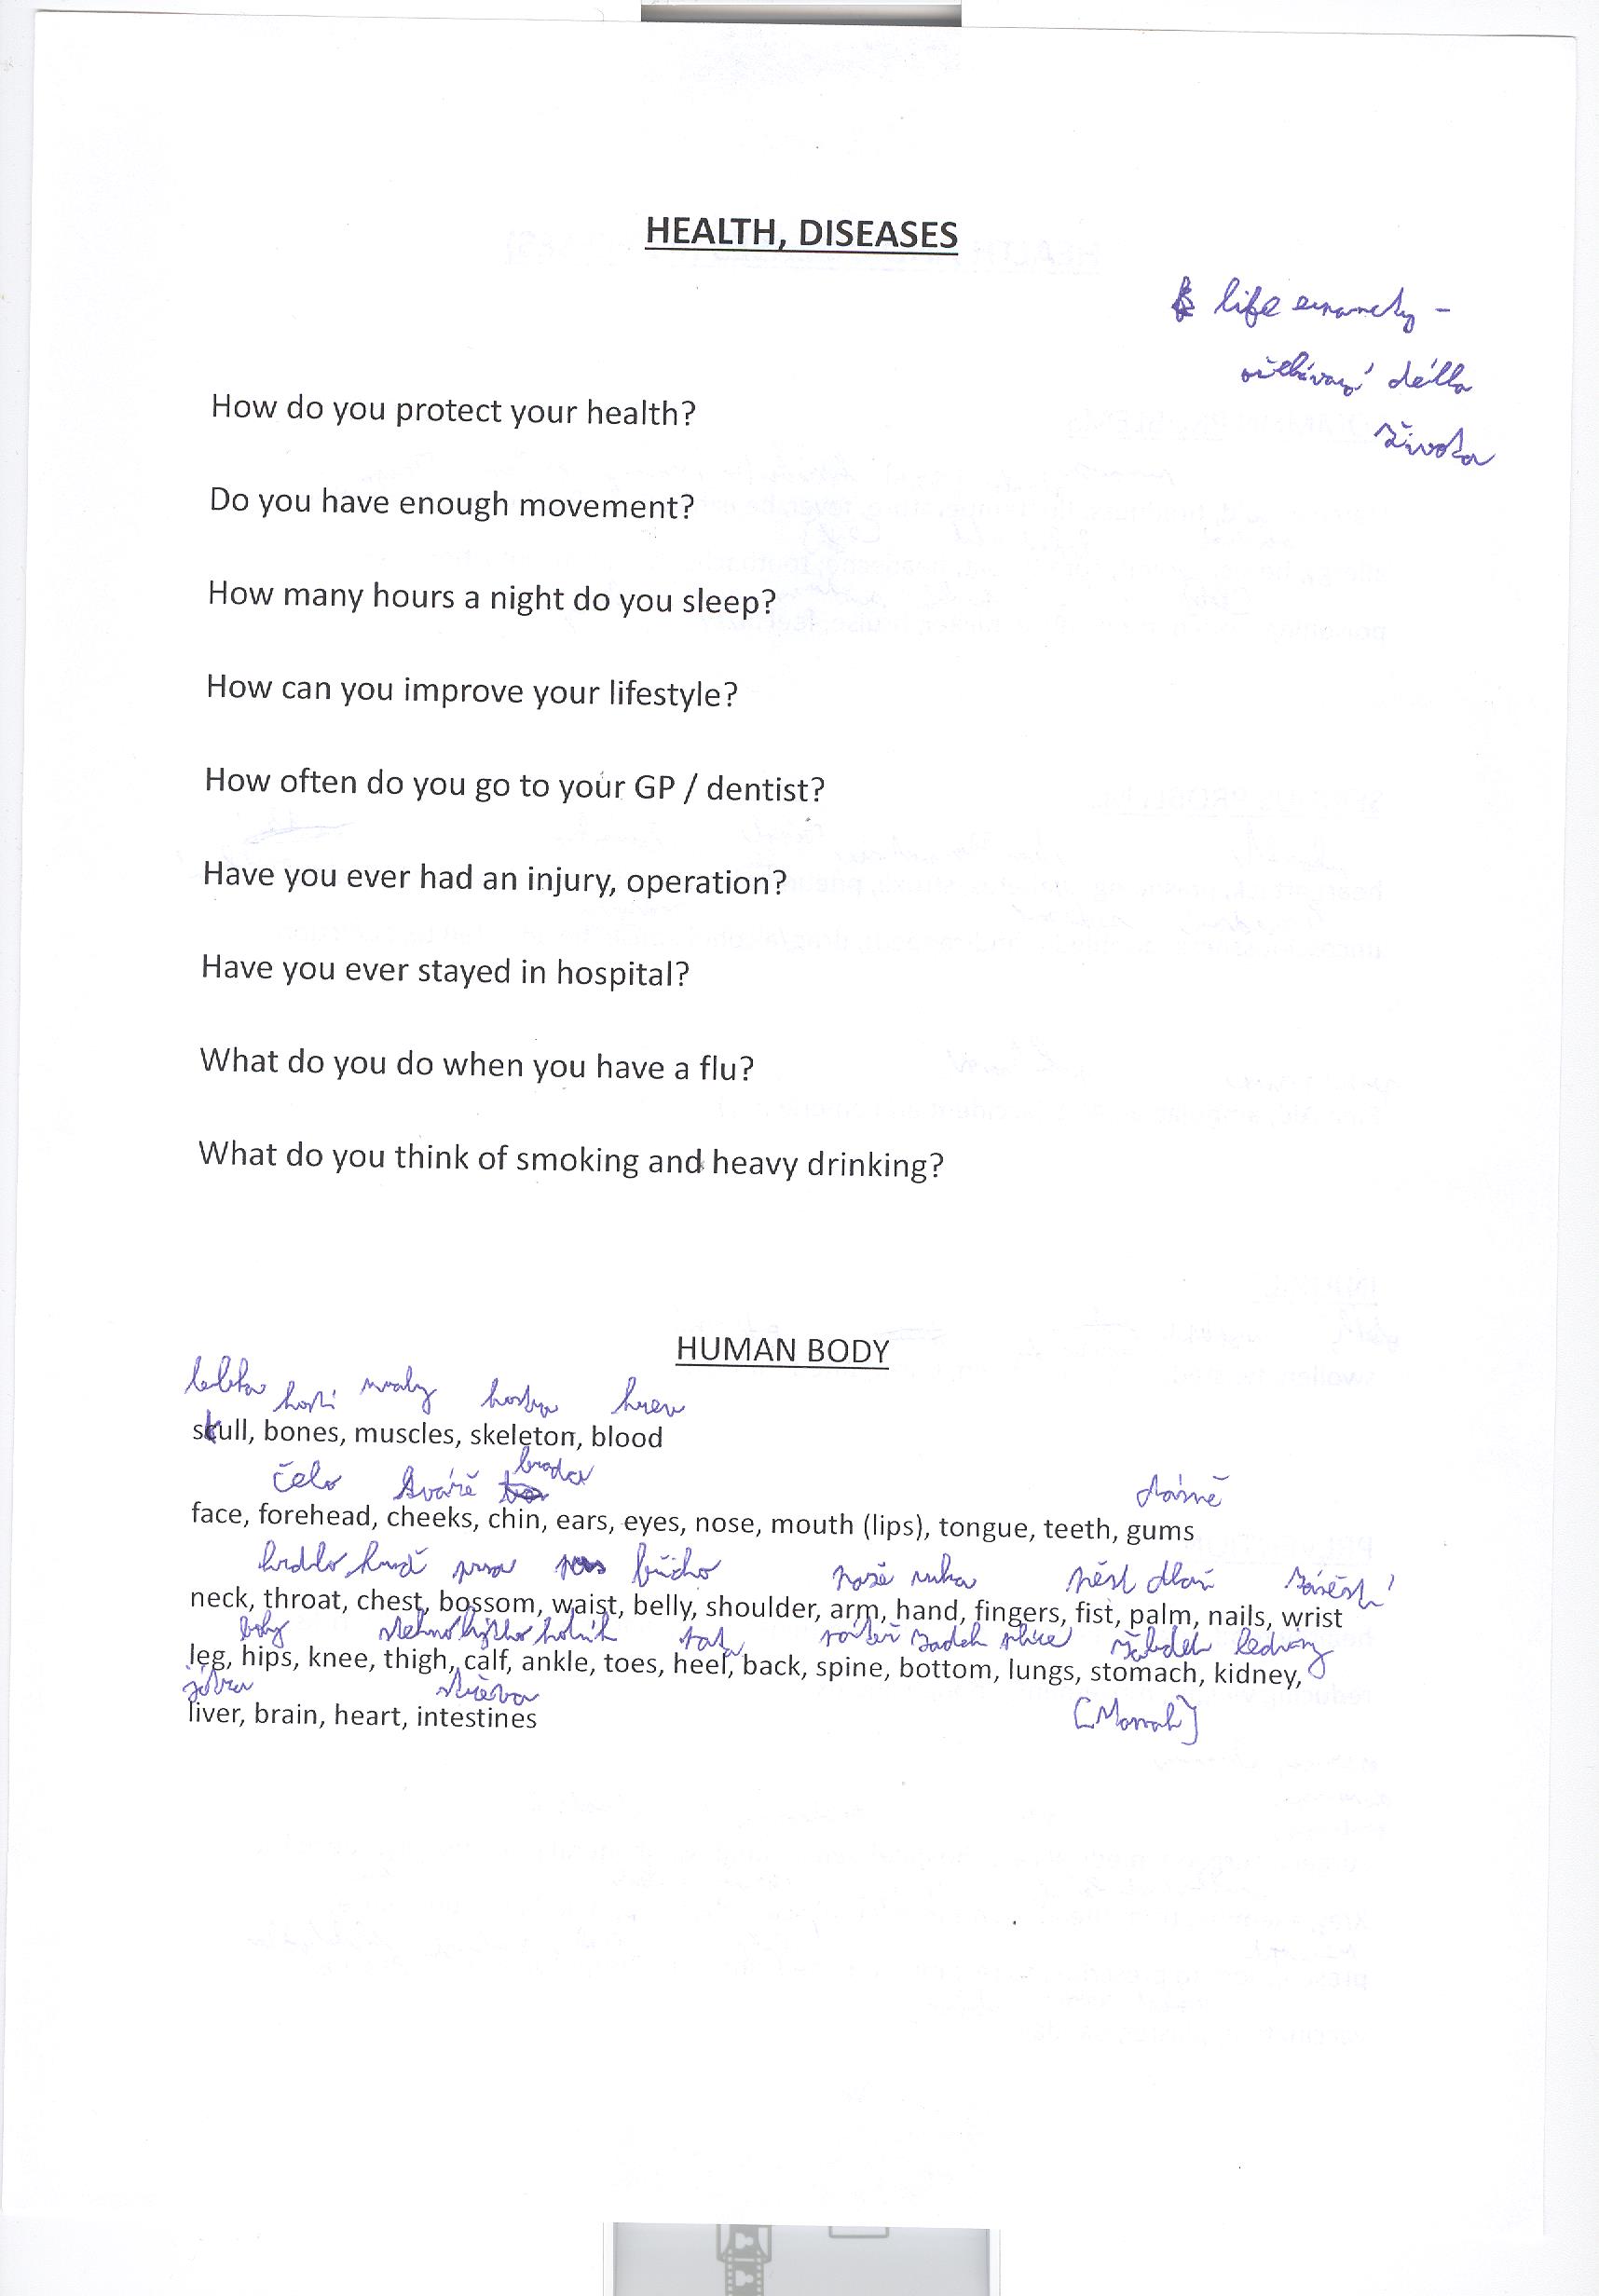 HEALTH, DISEASES
life
života
How do you protect your health?
Do you have enough movement?
How many hours a night do you sleep?
How can you improve your lifestyle?
How often do you go to your GP / dentist?
Have you ever had an injury, operation?
Have you ever stayed in hospital?
What do you do when you have a flu?
What do you think of smoking and heavy drinking?
HUMAN BODY
lebka kosti svaly kostra krev
skull, bones, muscles, skeleton, blood
čelo tváře brada dásně
face, forehead, cheeks, chin, ears, eyes, nose, mouth (lips), tongue, teeth, gums
hrdlo hruď prsa břicho paže ruka pěst dlaň zápěstí
neck, throat, chest, bossom, waist, belly, shoulder, arm, hand, fingers, fist, palm, nails, wrist
boky stehno lýtko kotník pata páteř zadek plíce žaludek ledviny
leg, hips, knee, thigh, calf, ankle, toes, heel, back, spine, bottom, lungs, stomach, kidney,
játra střeva
liver, brain, heart, intestines